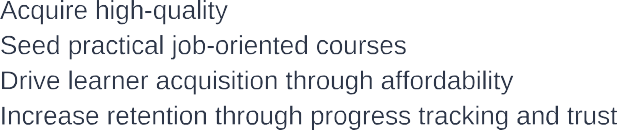 Acquire high-quality
Seed practical job-oriented courses
Drive learner acquisition through affordability
Increase retention through progress tracking and trust